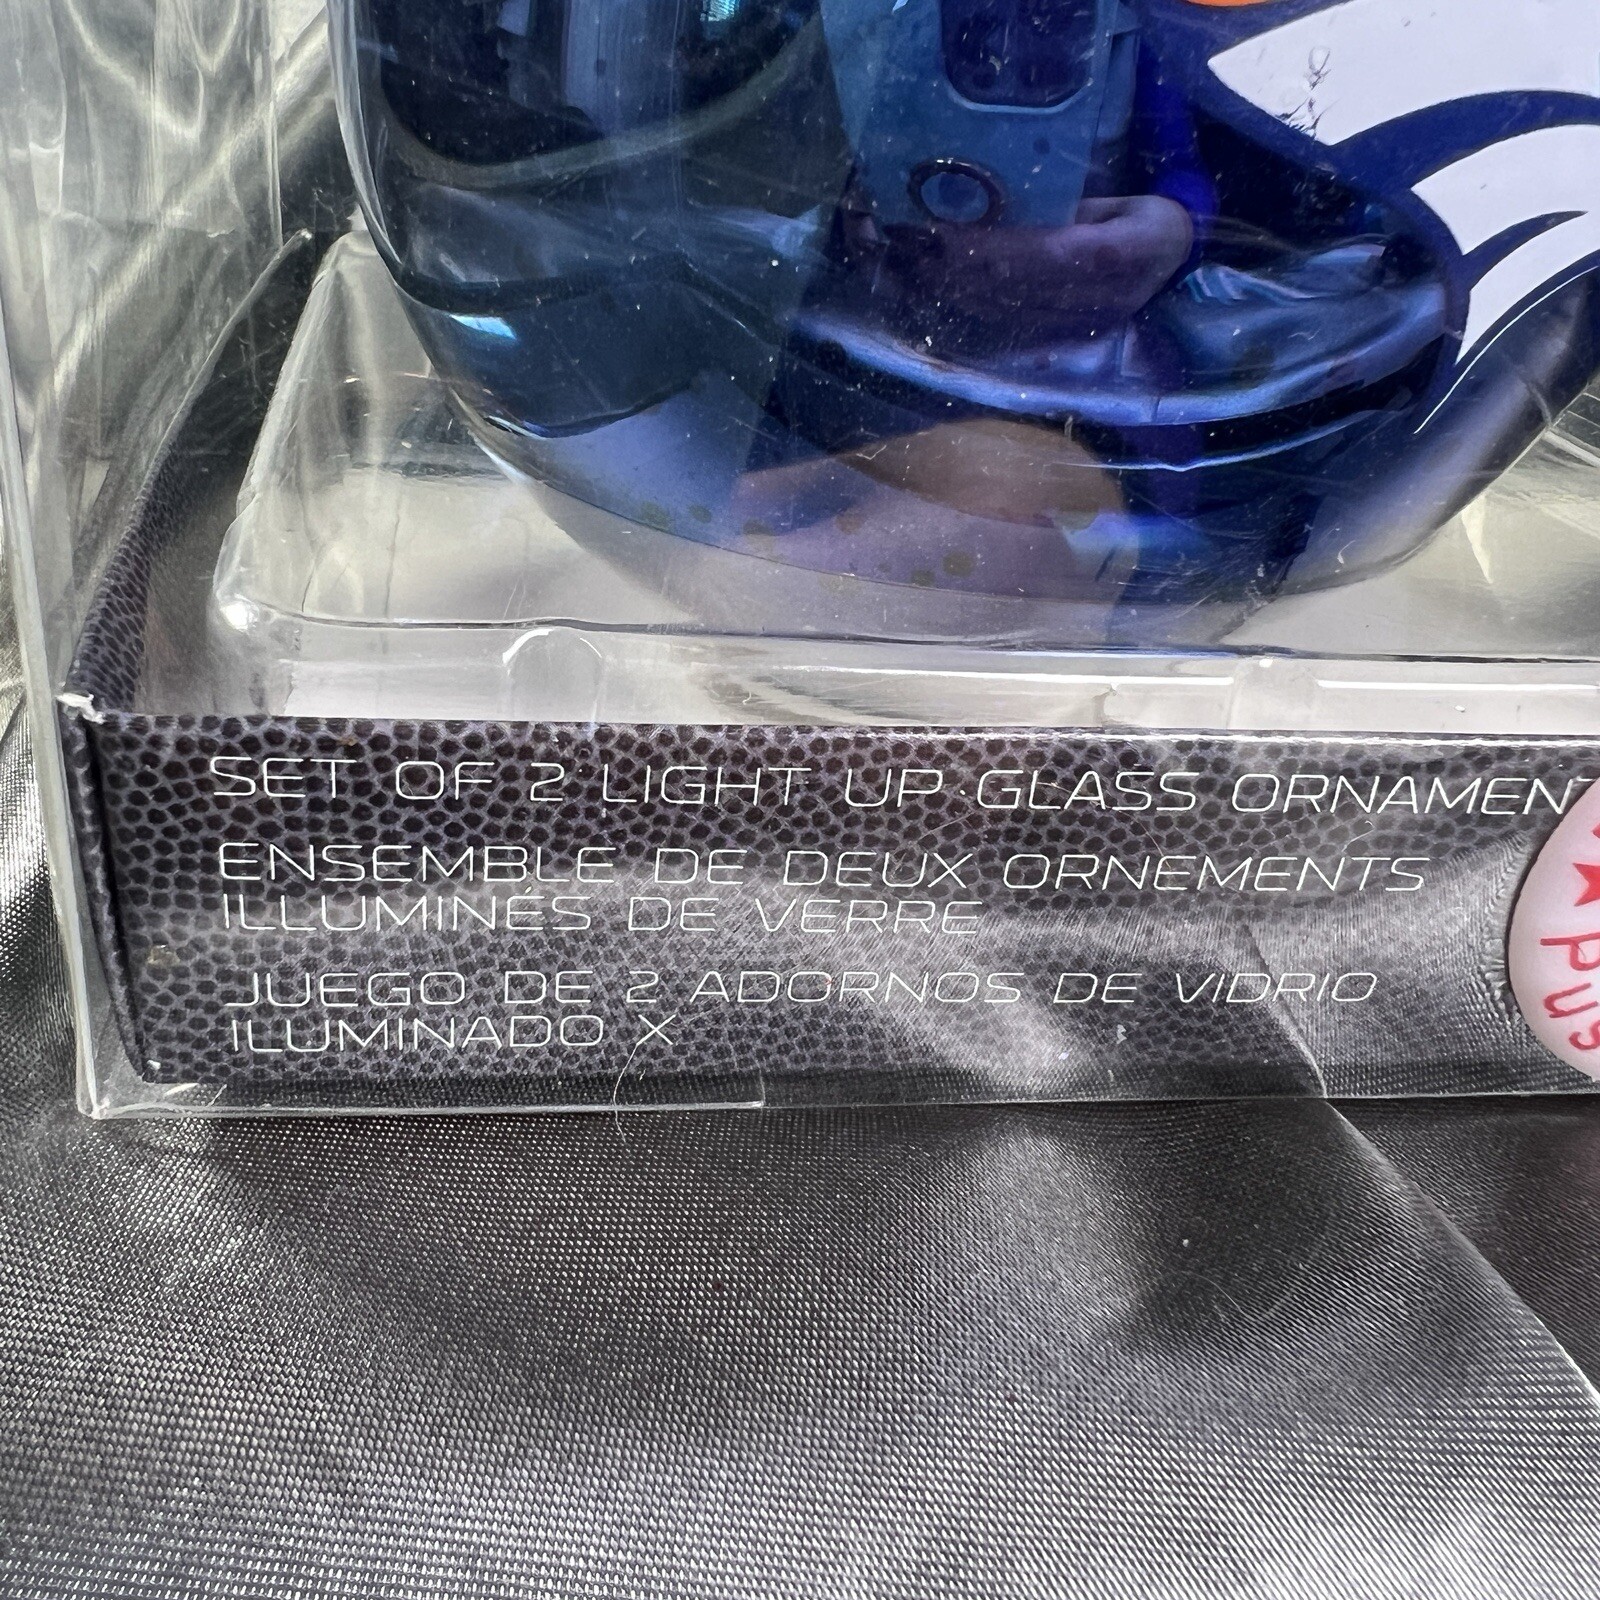 SET OF 2 LIGHT UP GLASS ORNAMENT
ENSEMBLE DE DEUX ORNEMENTS
ILLUMINÉS DE VERRE
JUEGO DE 2 ADORNOS DE VIDRIO
ILUMINADO X
Pus